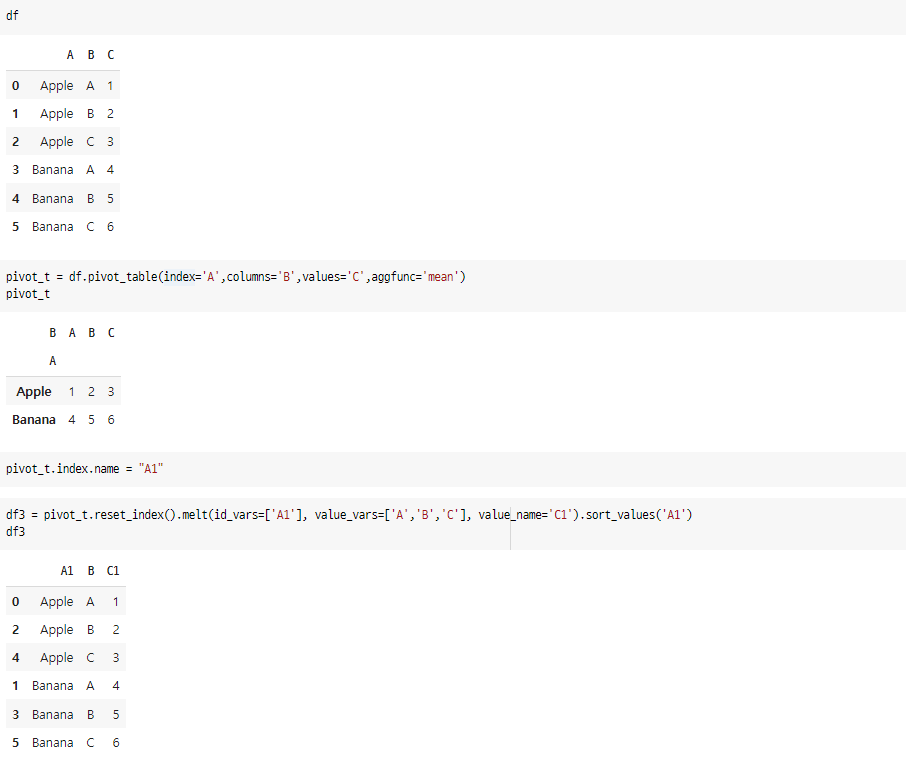 df
A B C
0 Apple A 1
1 Apple B 2
2 Apple C 3
3 Banana A 4
4 Banana B 5
5 Banana C 6
pivot_t = df.pivot_table(index='A',columns='B',values='C',aggfunc='mean')
pivot_t
B A B C
A
Apple 1 2 3
Banana 4 5 6
pivot_t.index.name = "A1"
df3 = pivot_t.reset_index().melt(id_vars=['A1'], value_vars=['A','B','C'], value_name='C1').sort_values('A1')
df3
A1 B C1
0 Apple A 1
2 Apple B 2
4 Apple C 3
1 Banana A 4
3 Banana B 5
5 Banana C 6